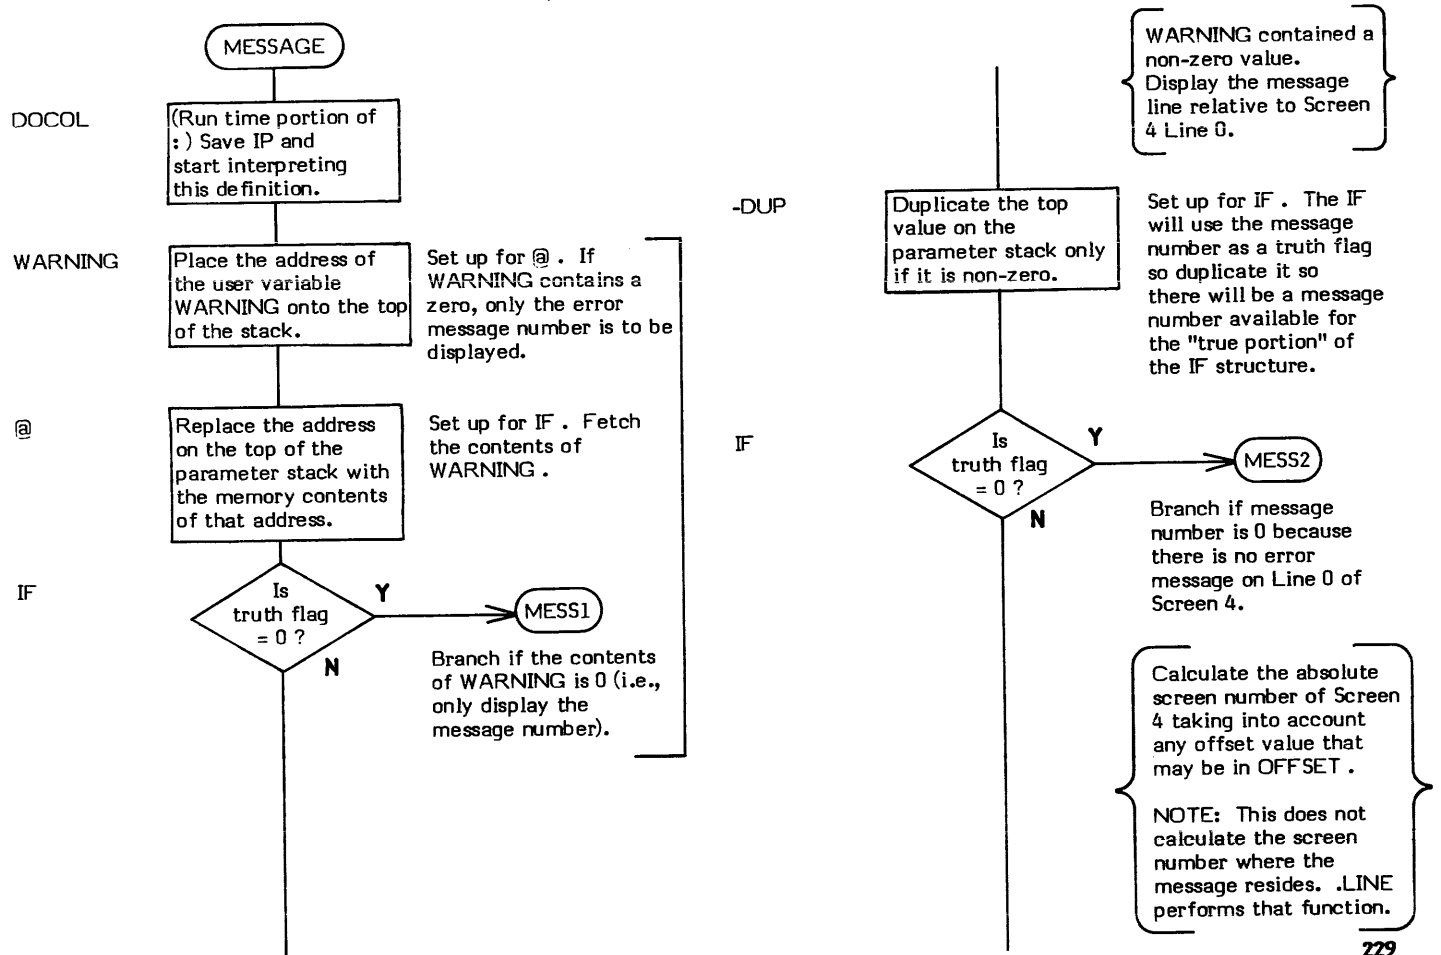 MESSAGE
DOCOL
(Run time portion of
: ) Save IP and
start interpreting
this definition.
WARNING
Place the address of
the user variable
WARNING onto the top
of the stack.
Set up for @ . If
WARNING contains a
zero, only the error
message number is to be
displayed.
@
Replace the address
on the top of the
parameter stack with
the memory contents
of that address.
Set up for IF . Fetch
the contents of
WARNING .
IF
Is
truth flag
= 0 ?
Y
N
MESS1
Branch if the contents
of WARNING is 0 (i.e.,
only display the
message number).
WARNING contained a
non-zero value.
Display the message
line relative to Screen
4 Line 0.
-DUP
Duplicate the top
value on the
parameter stack only
if it is non-zero.
Set up for IF . The IF
will use the message
number as a truth flag
so duplicate it so
there will be a message
number available for
the "true portion" of
the IF structure.
IF
Is
truth flag
= 0 ?
Y
N
MESS2
Branch if message
number is 0 because
there is no error
message on Line 0 of
Screen 4.
Calculate the absolute
screen number of Screen
4 taking into account
any offset value that
may be in OFFSET .
NOTE: This does not
calculate the screen
number where the
message resides. .LINE
performs that function.
229